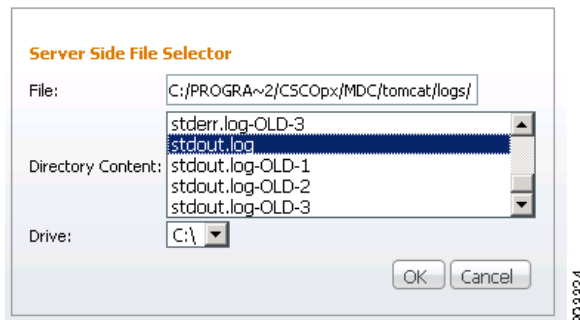 Server Side File Selector
File: C:/PROGRA~2/CSCOpx/MDC/tomcat/logs/
stderr.log-OLD-3
stdout.log
Directory Content: stdout.log-OLD-1
stdout.log-OLD-2
stdout.log-OLD-3
Drive: C:\
OK Cancel